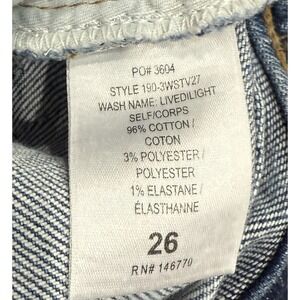 PO# 3604
STYLE 190-3WSTV27
WASH NAME: LIVEDILIGHT
SELF/CORPS
96% COTTON /
COTON
3% POLYESTER /
POLYESTER
1% ELASTANE /
ÉLASTHANNE
26
RN# 146770